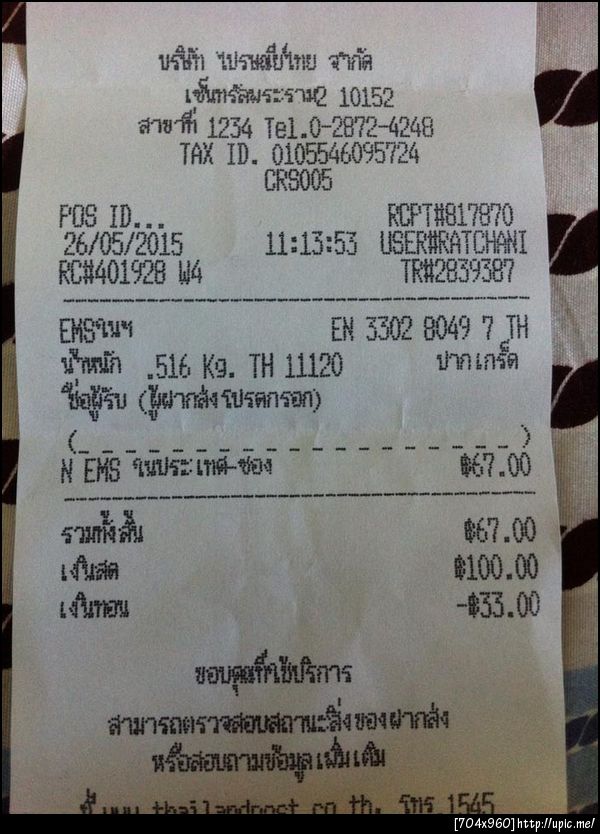 บริษัท ไปรษณีย์ไทย จำกัด
เซ็นทรัลพระราม2 10152
สาขาที่ 1234 Tel.0-2872-4248
TAX ID. 0105546095724
CRS005
POS ID... RCPT#817870
26/05/2015 11:13:53 USER#RATCHANI
RC#401928 W4 TR#2839387
EMSในฯ EN 3302 8049 7 TH
น้ำหนัก .516 Kg. TH 11120 ปากเกร็ด
ชื่อผู้รับ (ผู้ฝากส่งโปรดกรอก)
(_ _ _ _ _ _ _ _ _ _ _ _ _ _ _ _ _ _ _)
N EMS ในประเทศ-ซอง ฿67.00
รวมทั้งสิ้น ฿67.00
เงินสด ฿100.00
เงินทอน -฿33.00
ขอบคุณที่ใช้บริการ
สามารถตรวจสอบสถานะสิ่งของฝากส่ง
หรือสอบถามข้อมูลเพิ่มเติม
ที่ www.thailandpost.co.th, โทร 1545
[704x960]http://upic.me/